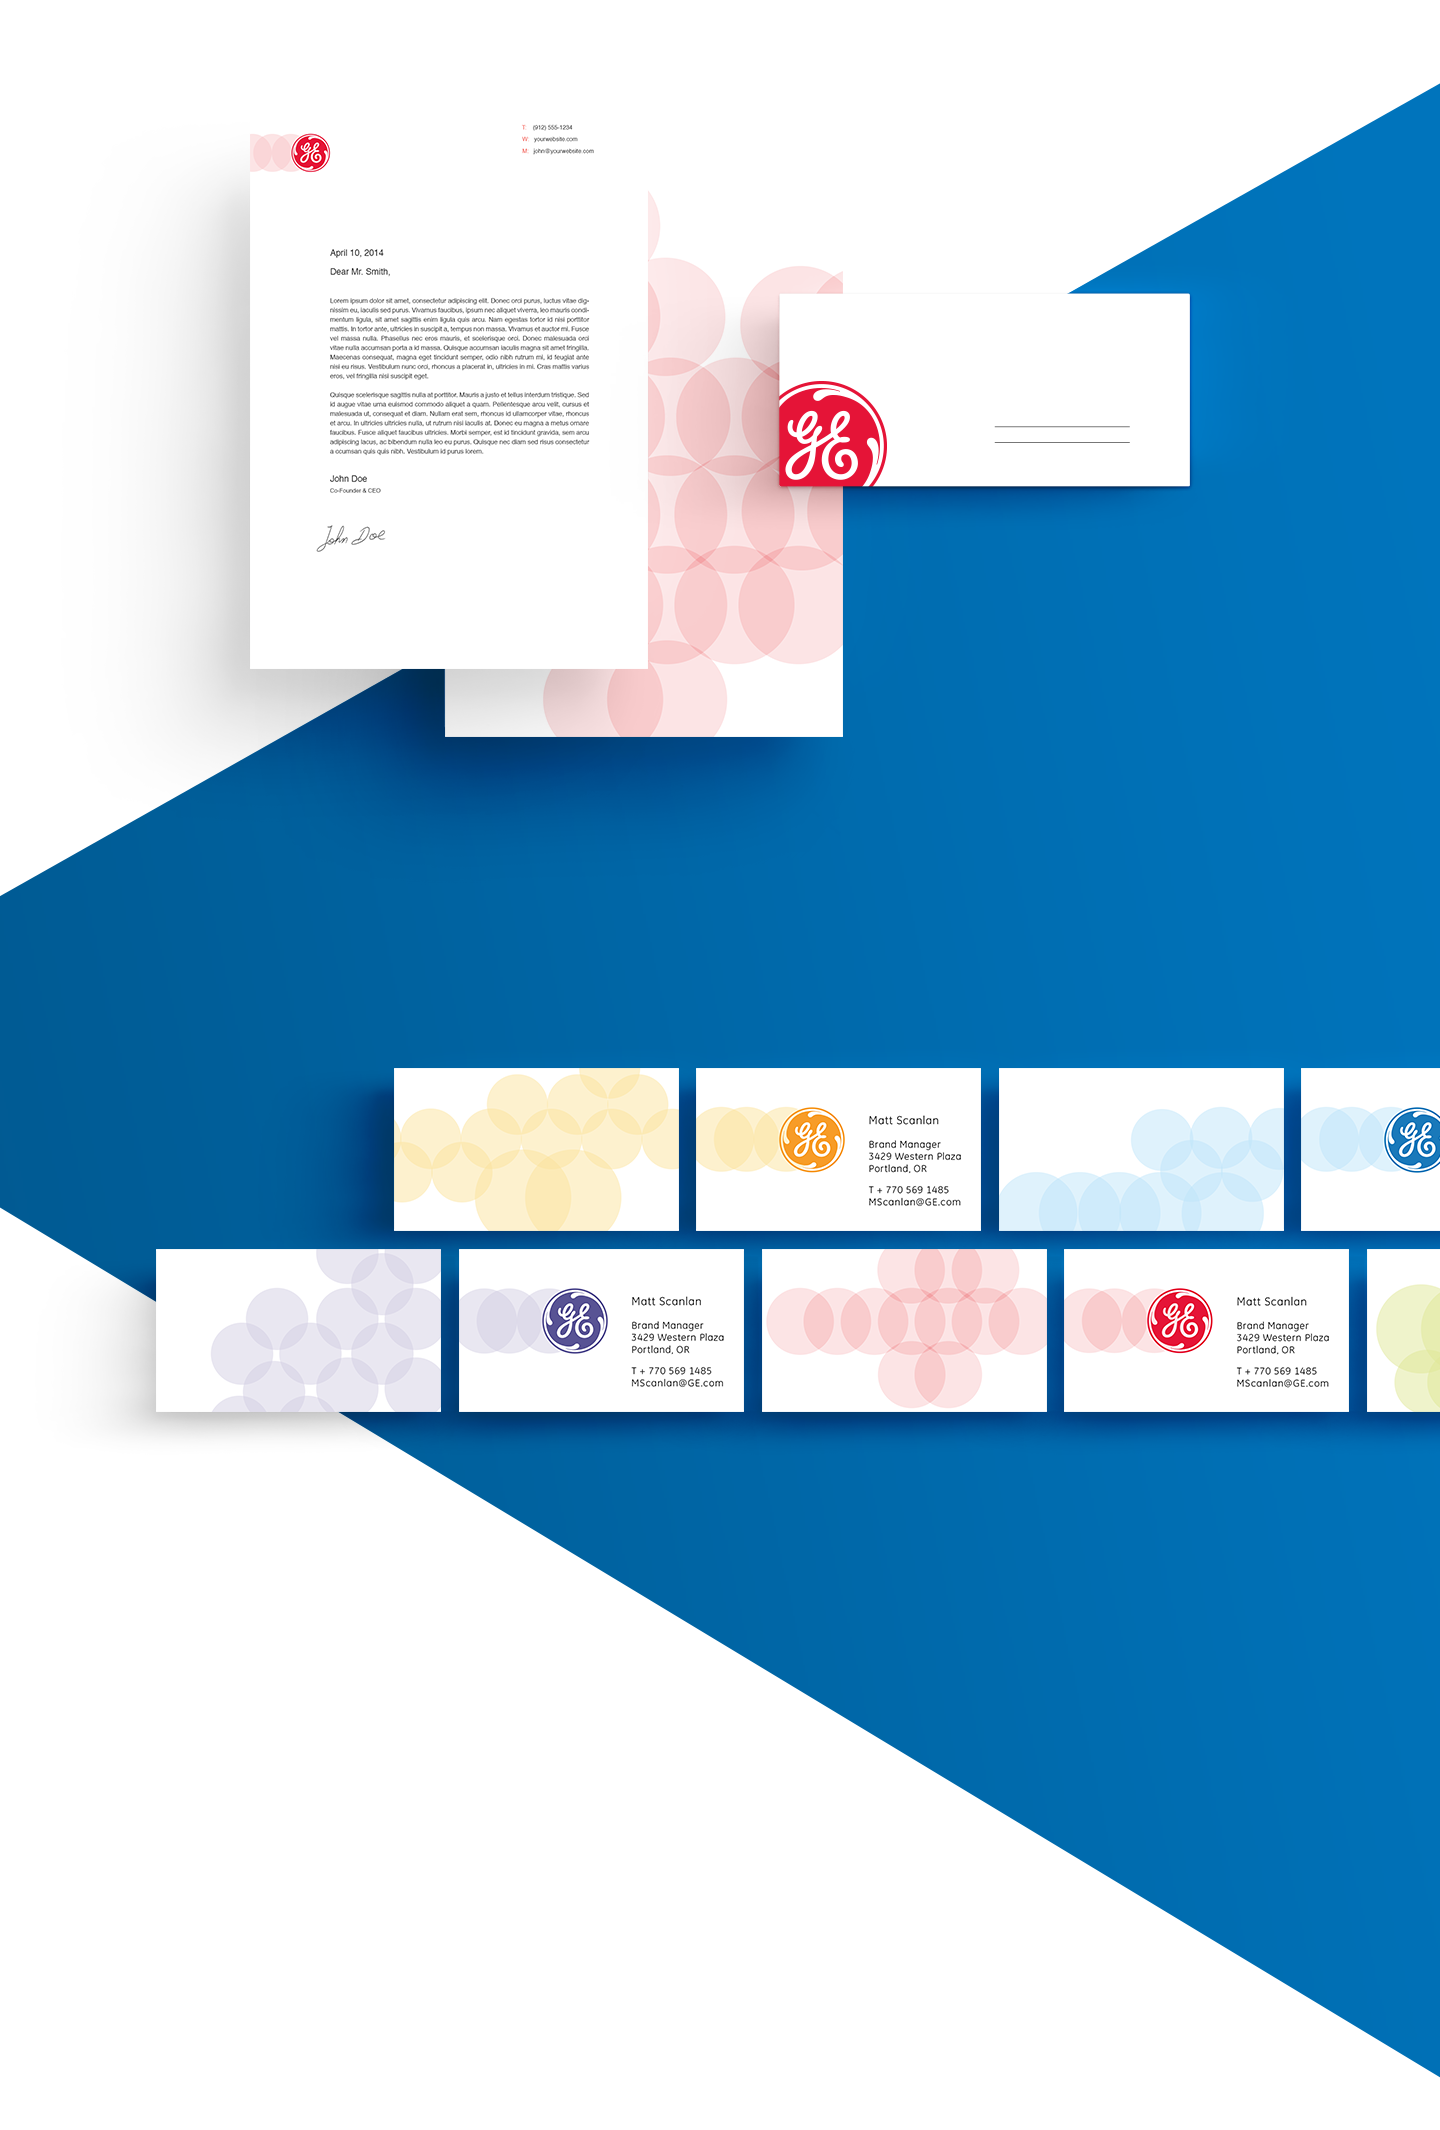 GE
T: (912) 555-1234
W: yourwebsite.com
M: john@yourwebsite.com
April 10, 2014
Dear Mr. Smith,
Lorem ipsum dolor sit amet, consectetur adipiscing elit. Donec orci purus, luctus vitae dig-
nissim eu, iaculis sed purus. Vivamus faucibus, ipsum nec aliquet viverra, leo mauris condi-
mentum ligula, sit amet sagittis enim ligula quis arcu. Nam egestas tortor id nisi porttitor
mattis. In tortor ante, ultricies in suscipit a, tempus non massa. Vivamus et auctor mi. Fusce
vel massa nulla. Phasellus nec eros mauris, et scelerisque orci. Donec malesuada orci
vitae nulla accumsan porta a id massa. Quisque accumsan iaculis magna sit amet fringilla.
Maecenas consequat, magna eget tincidunt semper, odio nibh rutrum mi, id feugiat ante
nisi eu risus. Vestibulum nunc orci, rhoncus a placerat in, ultricies in mi. Cras mattis varius
eros, vel fringilla nisi suscipit eget.
Quisque scelerisque sagittis nulla at porttitor. Mauris a justo et tellus interdum tristique. Sed
id augue vitae urna euismod commodo aliquet a quam. Pellentesque arcu velit, cursus et
malesuada ut, consequat et diam. Nullam erat sem, rhoncus id ullamcorper vitae, rhoncus
et arcu. In ultricies ultricies nulla, ut rutrum nisi iaculis at. Donec eu magna a metus ornare
faucibus. Fusce aliquet faucibus ultricies. Morbi semper, est id tincidunt gravida, sem arcu
adipiscing lacus, ac bibendum nulla leo eu purus. Quisque nec diam sed risus consectetur
a ccumsan quis quis nibh. Vestibulum id purus lorem.
John Doe
Co-Founder & CEO
John Doe
GE
GE
Matt Scanlan
Brand Manager
3429 Western Plaza
Portland, OR
T + 770 569 1485
MScanlan@GE.com
GE
GE
Matt Scanlan
Brand Manager
3429 Western Plaza
Portland, OR
T + 770 569 1485
MScanlan@GE.com
GE
Matt Scanlan
Brand Manager
3429 Western Plaza
Portland, OR
T + 770 569 1485
MScanlan@GE.com